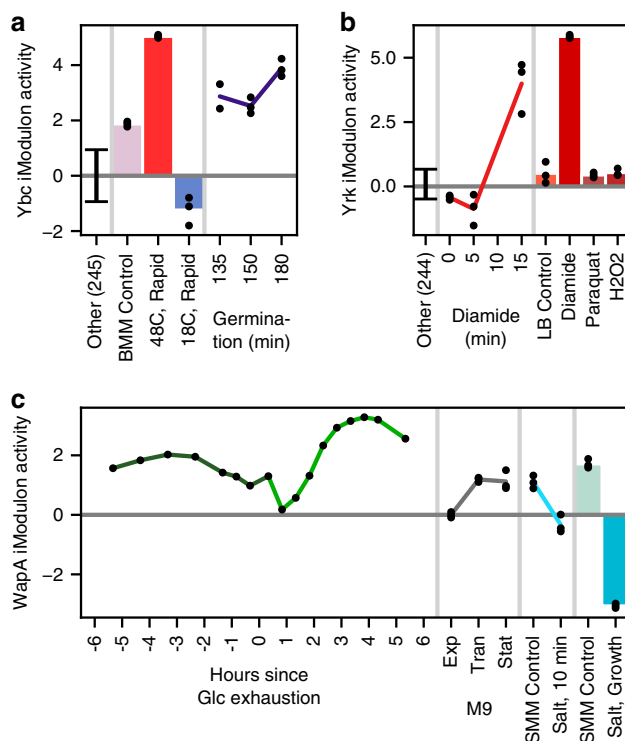 a
Ybc iModulon activity
4
2
0
−2
Other (245)
BMM Control
48C, Rapid
18C, Rapid
135
150
180
Germina-
tion (min)
b
Yrk iModulon activity
5.0
2.5
0.0
Other (244)
0
5
10
15
Diamide
(min)
LB Control
Diamide
Paraquat
H2O2
c
WapA iModulon activity
2
0
−2
-6
-5
-4
-3
-2
-1
0
1
2
3
4
5
6
Hours since
Glc exhaustion
Exp
Tran
Stat
M9
SMM Control
Salt, 10 min
SMM Control
Salt, Growth